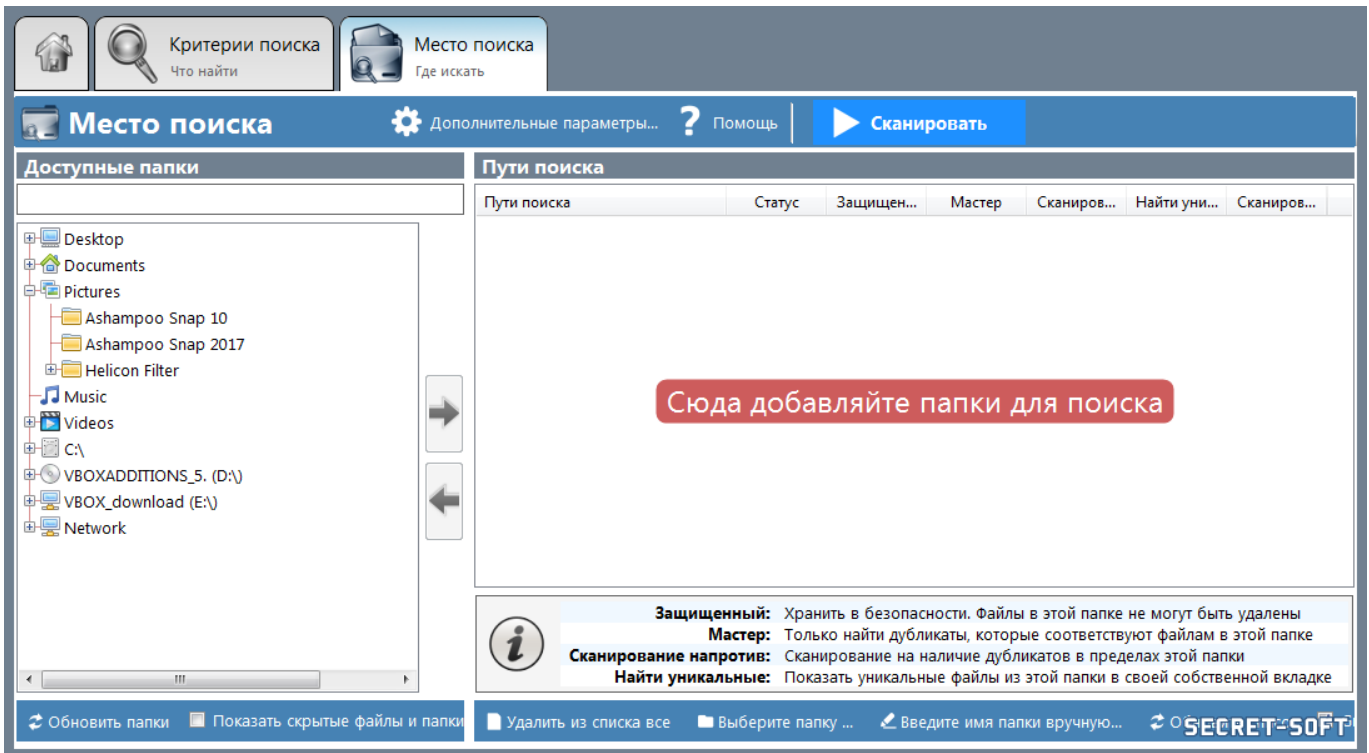 Критерии поиска
Что найти
Место поиска
Где искать
Место поиска
Дополнительные параметры...
? Помощь
Сканировать
Доступные папки
Desktop
Documents
Pictures
Ashampoo Snap 10
Ashampoo Snap 2017
Helicon Filter
Music
Videos
C:\
VBOXADDITIONS_5. (D:\)
VBOX_download (E:\)
Network
Обновить папки
Показать скрытые файлы и папки
Пути поиска
Пути поиска Статус Защищен... Мастер Сканиров... Найти уни... Сканиров...
Сюда добавляйте папки для поиска
Защищенный: Хранить в безопасности. Файлы в этой папке не могут быть удалены
Мастер: Только найти дубликаты, которые соответствуют файлам в этой папке
Сканирование напротив: Сканирование на наличие дубликатов в пределах этой папки
Найти уникальные: Показать уникальные файлы из этой папки в своей собственной вкладке
Удалить из списка все
Выберите папку ...
Введите имя папки вручную...
SECRET-SOFT